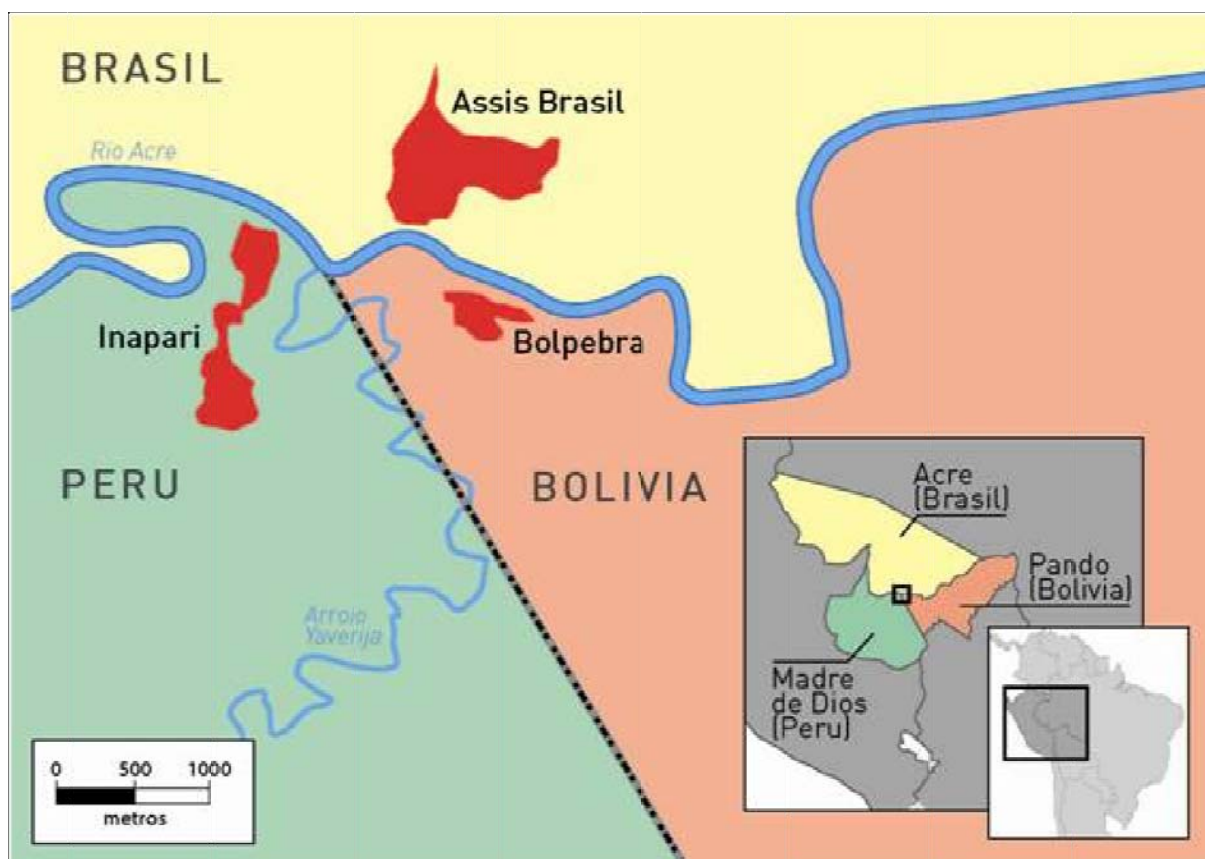 BRASIL
Assis Brasil
Rio Acre
Inapari
Bolpebra
PERU
BOLIVIA
Arroio
Yaverija
0 500 1000
metros
Acre
(Brasil)
Pando
(Bolivia)
Madre
de Dios
(Peru)